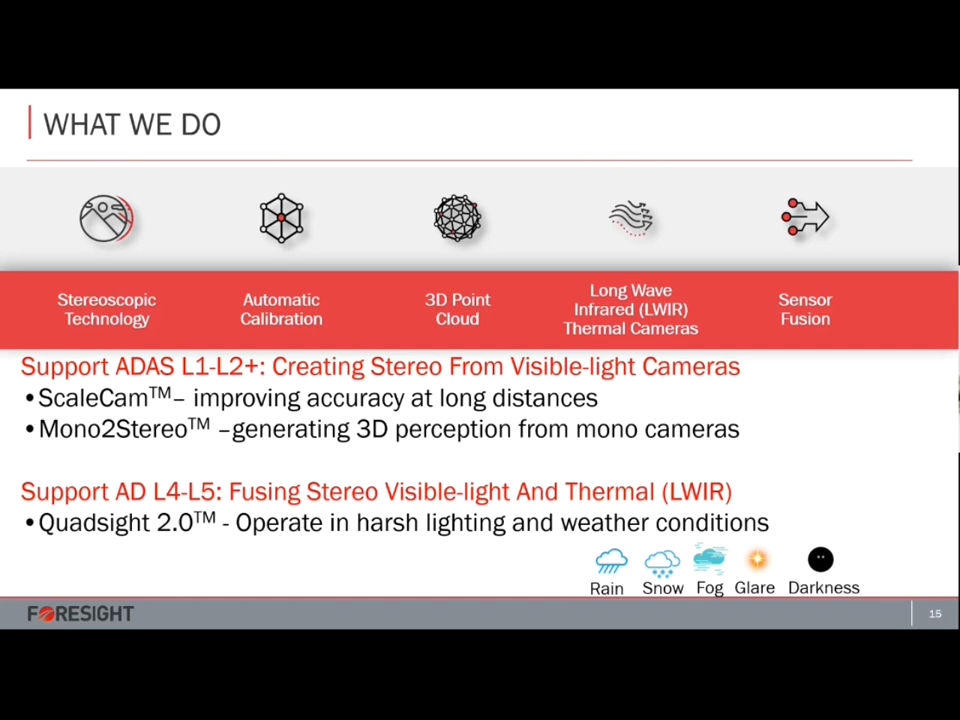 WHAT WE DO
Stereoscopic
Technology
Automatic
Calibration
3D Point
Cloud
Long Wave
Infrared (LWIR)
Thermal Cameras
Sensor
Fusion
Support ADAS L1-L2+: Creating Stereo From Visible-light Cameras
•ScaleCam™– improving accuracy at long distances
•Mono2Stereo™ –generating 3D perception from mono cameras
Support AD L4-L5: Fusing Stereo Visible-light And Thermal (LWIR)
•Quadsight 2.0™ - Operate in harsh lighting and weather conditions
Rain Snow Fog Glare Darkness
FORESIGHT
15